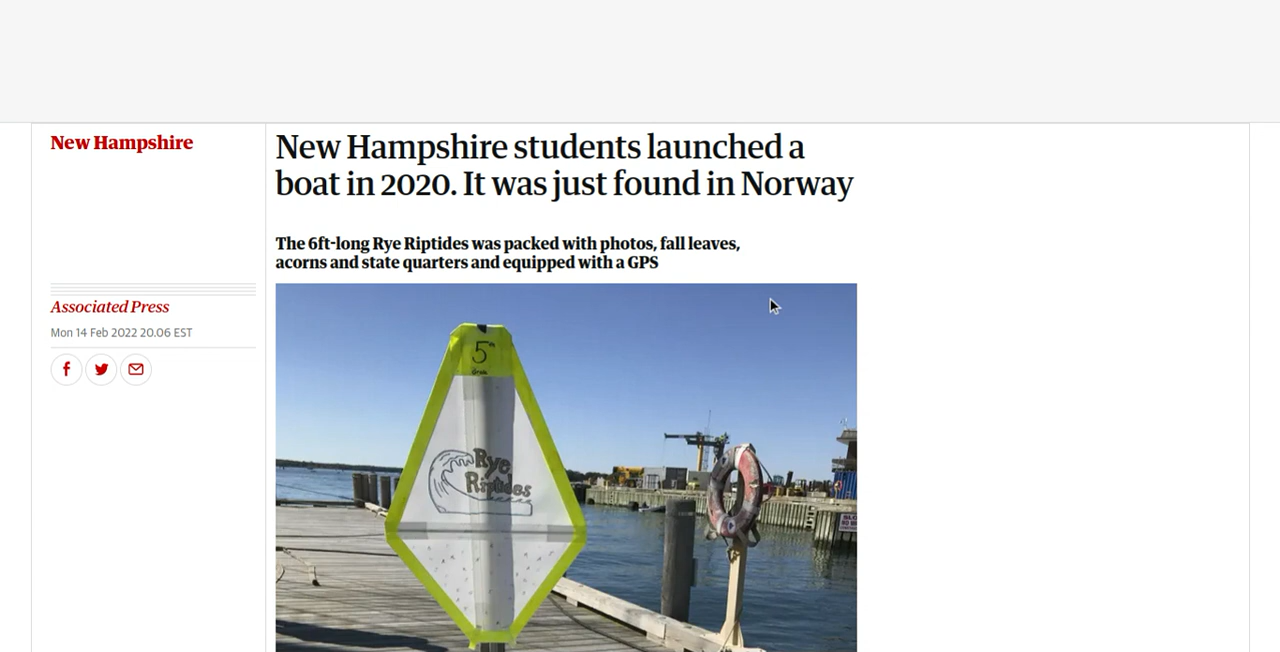 New Hampshire
New Hampshire students launched a
boat in 2020. It was just found in Norway
The 6ft-long Rye Riptides was packed with photos, fall leaves,
acorns and state quarters and equipped with a GPS
Associated Press
Mon 14 Feb 2022 20.06 EST
5
Rye
Riptides